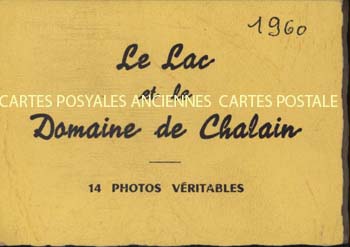 1960
Le Lac
et le
CARTES POSYALES ANCIENNES CARTES POSTALE
Domaine de Chalain
14 PHOTOS VÉRITABLES